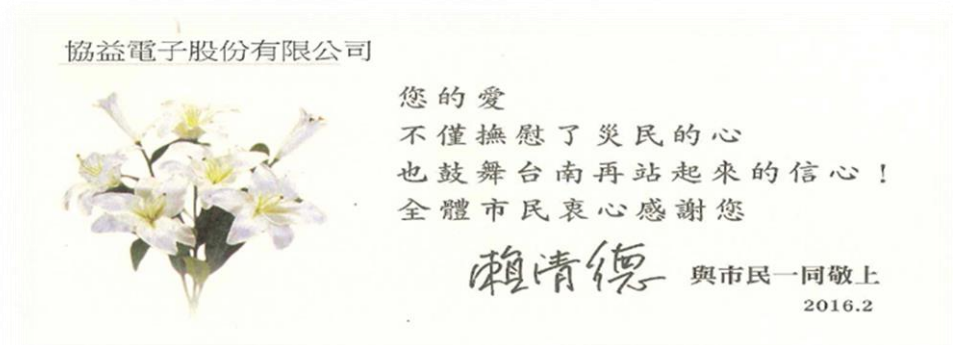 協益電子股份有限公司
您的愛
不僅撫慰了災民的心
也鼓舞台南再站起來的信心！
全體市民衷心感謝您
賴清德 與市民一同敬上
2016.2